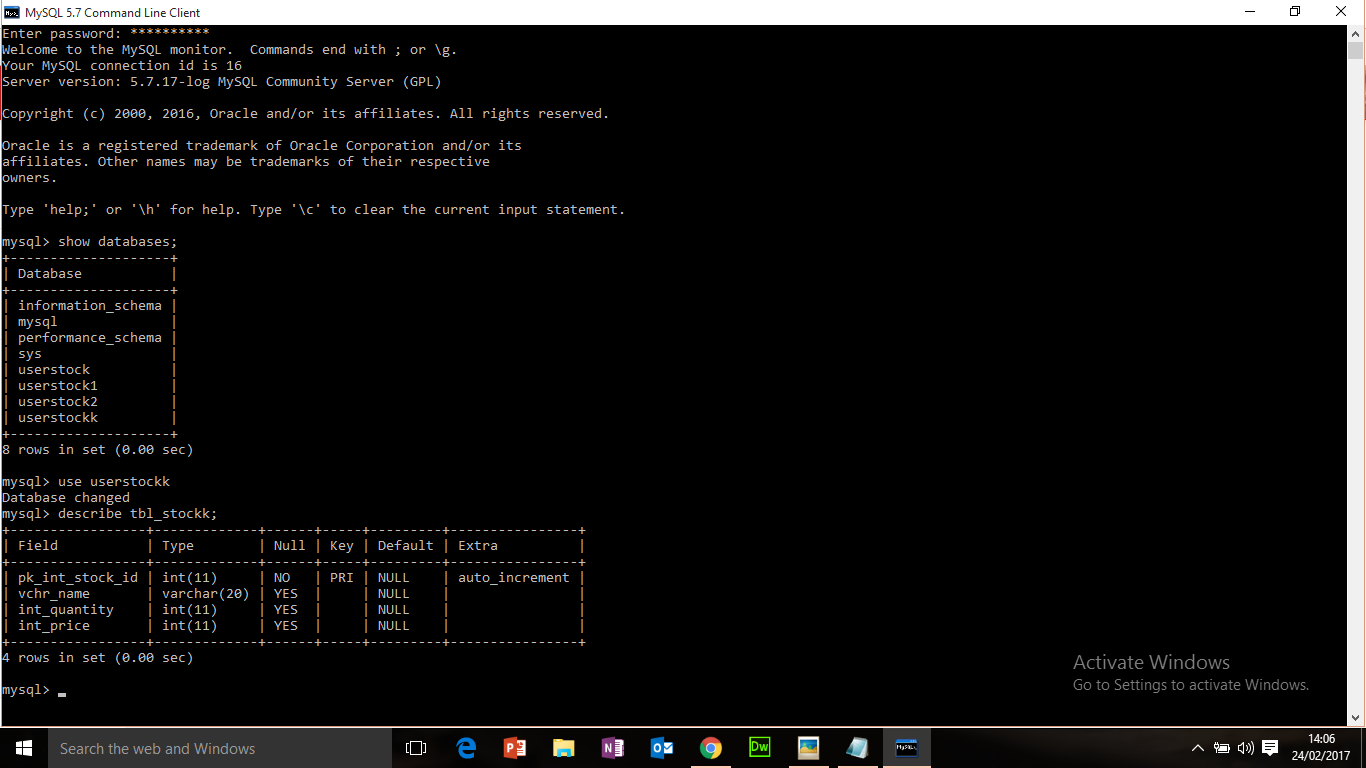 MySQL 5.7 Command Line Client
Enter password: **********
Welcome to the MySQL monitor.  Commands end with ; or \g.
Your MySQL connection id is 16
Server version: 5.7.17-log MySQL Community Server (GPL)
Copyright (c) 2000, 2016, Oracle and/or its affiliates. All rights reserved.
Oracle is a registered trademark of Oracle Corporation and/or its
affiliates. Other names may be trademarks of their respective
owners.
Type 'help;' or '\h' for help. Type '\c' to clear the current input statement.
mysql> show databases;
+--------------------+
| Database           |
+--------------------+
| information_schema |
| mysql              |
| performance_schema |
| sys                |
| userstock          |
| userstock1         |
| userstock2         |
| userstockk         |
+--------------------+
8 rows in set (0.00 sec)
mysql> use userstockk
Database changed
mysql> describe tbl_stockk;
+-----------------+-------------+------+-----+---------+----------------+
| Field           | Type        | Null | Key | Default | Extra          |
+-----------------+-------------+------+-----+---------+----------------+
| pk_int_stock_id | int(11)     | NO   | PRI | NULL    | auto_increment |
| vchr_name       | varchar(20) | YES  |     | NULL    |                |
| int_quantity    | int(11)     | YES  |     | NULL    |                |
| int_price       | int(11)     | YES  |     | NULL    |                |
+-----------------+-------------+------+-----+---------+----------------+
4 rows in set (0.00 sec)
mysql> _
Activate Windows
Go to Settings to activate Windows.
Search the web and Windows
Dw
14:06
24/02/2017